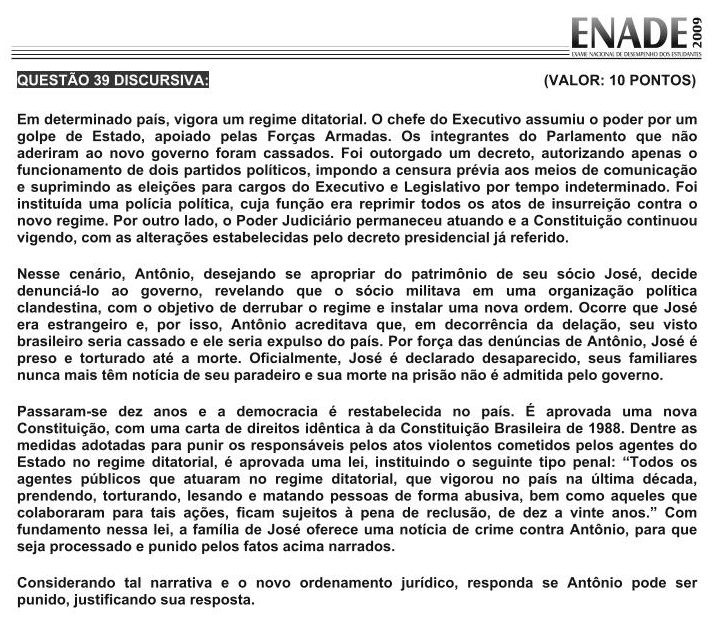 ENADE 2009
EXAME NACIONAL DE DESEMPENHO DOS ESTUDANTES
QUESTÃO 39 DISCURSIVA: (VALOR: 10 PONTOS)
Em determinado país, vigora um regime ditatorial. O chefe do Executivo assumiu o poder por um
golpe de Estado, apoiado pelas Forças Armadas. Os integrantes do Parlamento que não
aderiram ao novo governo foram cassados. Foi outorgado um decreto, autorizando apenas o
funcionamento de dois partidos políticos, impondo a censura prévia aos meios de comunicação
e suprimindo as eleições para cargos do Executivo e Legislativo por tempo indeterminado. Foi
instituída uma polícia política, cuja função era reprimir todos os atos de insurreição contra o
novo regime. Por outro lado, o Poder Judiciário permaneceu atuando e a Constituição continuou
vigendo, com as alterações estabelecidas pelo decreto presidencial já referido.
Nesse cenário, Antônio, desejando se apropriar do patrimônio de seu sócio José, decide
denunciá-lo ao governo, revelando que o sócio militava em uma organização política
clandestina, com o objetivo de derrubar o regime e instalar uma nova ordem. Ocorre que José
era estrangeiro e, por isso, Antônio acreditava que, em decorrência da delação, seu visto
brasileiro seria cassado e ele seria expulso do país. Por força das denúncias de Antônio, José é
preso e torturado até a morte. Oficialmente, José é declarado desaparecido, seus familiares
nunca mais têm notícia de seu paradeiro e sua morte na prisão não é admitida pelo governo.
Passaram-se dez anos e a democracia é restabelecida no país. É aprovada uma nova
Constituição, com uma carta de direitos idêntica à da Constituição Brasileira de 1988. Dentre as
medidas adotadas para punir os responsáveis pelos atos violentos cometidos pelos agentes do
Estado no regime ditatorial, é aprovada uma lei, instituindo o seguinte tipo penal: “Todos os
agentes públicos que atuaram no regime ditatorial, que vigorou no país na última década,
prendendo, torturando, lesando e matando pessoas de forma abusiva, bem como aqueles que
colaboraram para tais ações, ficam sujeitos à pena de reclusão, de dez a vinte anos.” Com
fundamento nessa lei, a família de José oferece uma notícia de crime contra Antônio, para que
seja processado e punido pelos fatos acima narrados.
Considerando tal narrativa e o novo ordenamento jurídico, responda se Antônio pode ser
punido, justificando sua resposta.